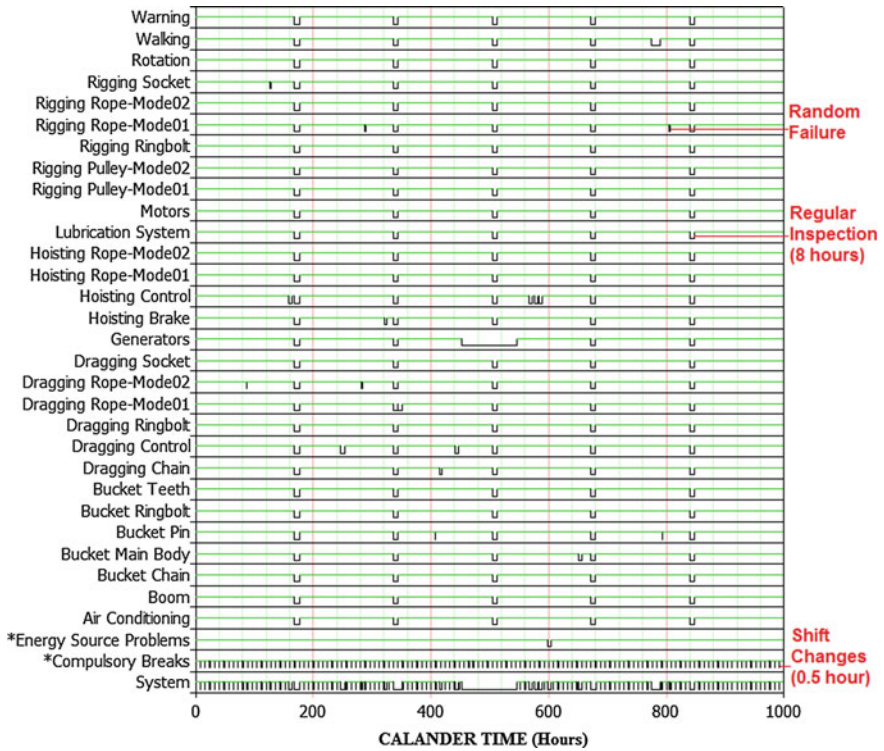 Warning
Walking
Rotation
Rigging Socket
Rigging Rope-Mode02
Rigging Rope-Mode01
Rigging Ringbolt
Rigging Pulley-Mode02
Rigging Pulley-Mode01
Motors
Lubrication System
Hoisting Rope-Mode02
Hoisting Rope-Mode01
Hoisting Control
Hoisting Brake
Generators
Dragging Socket
Dragging Rope-Mode02
Dragging Rope-Mode01
Dragging Ringbolt
Dragging Control
Dragging Chain
Bucket Teeth
Bucket Ringbolt
Bucket Pin
Bucket Main Body
Bucket Chain
Boom
Air Conditioning
*Energy Source Problems
*Compulsory Breaks
System
Random
Failure
Regular
Inspection
(8 hours)
Shift
Changes
(0.5 hour)
0 200 400 600 800 1000
CALANDER TIME (Hours)